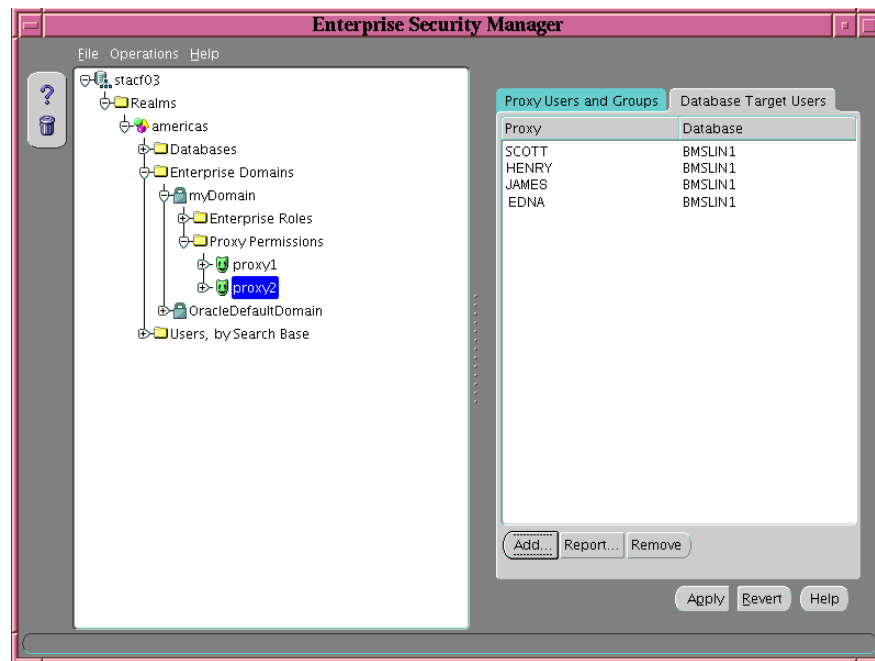 Enterprise Security Manager
File Operations Help
?
stacf03
Realms
americas
Databases
Enterprise Domains
myDomain
Enterprise Roles
Proxy Permissions
proxy1
proxy2
OracleDefaultDomain
Users, by Search Base
Proxy Users and Groups Database Target Users
Proxy Database
SCOTT BMSLIN1
HENRY BMSLIN1
JAMES BMSLIN1
EDNA BMSLIN1
Add... Report... Remove
Apply Revert Help